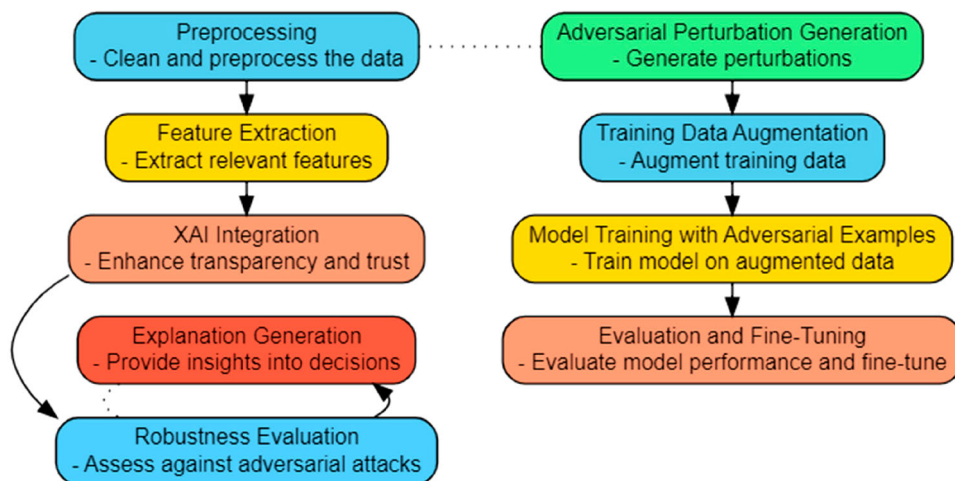 Preprocessing
- Clean and preprocess the data
Feature Extraction
- Extract relevant features
XAI Integration
- Enhance transparency and trust
Explanation Generation
- Provide insights into decisions
Robustness Evaluation
- Assess against adversarial attacks
Adversarial Perturbation Generation
- Generate perturbations
Training Data Augmentation
- Augment training data
Model Training with Adversarial Examples
- Train model on augmented data
Evaluation and Fine-Tuning
- Evaluate model performance and fine-tune